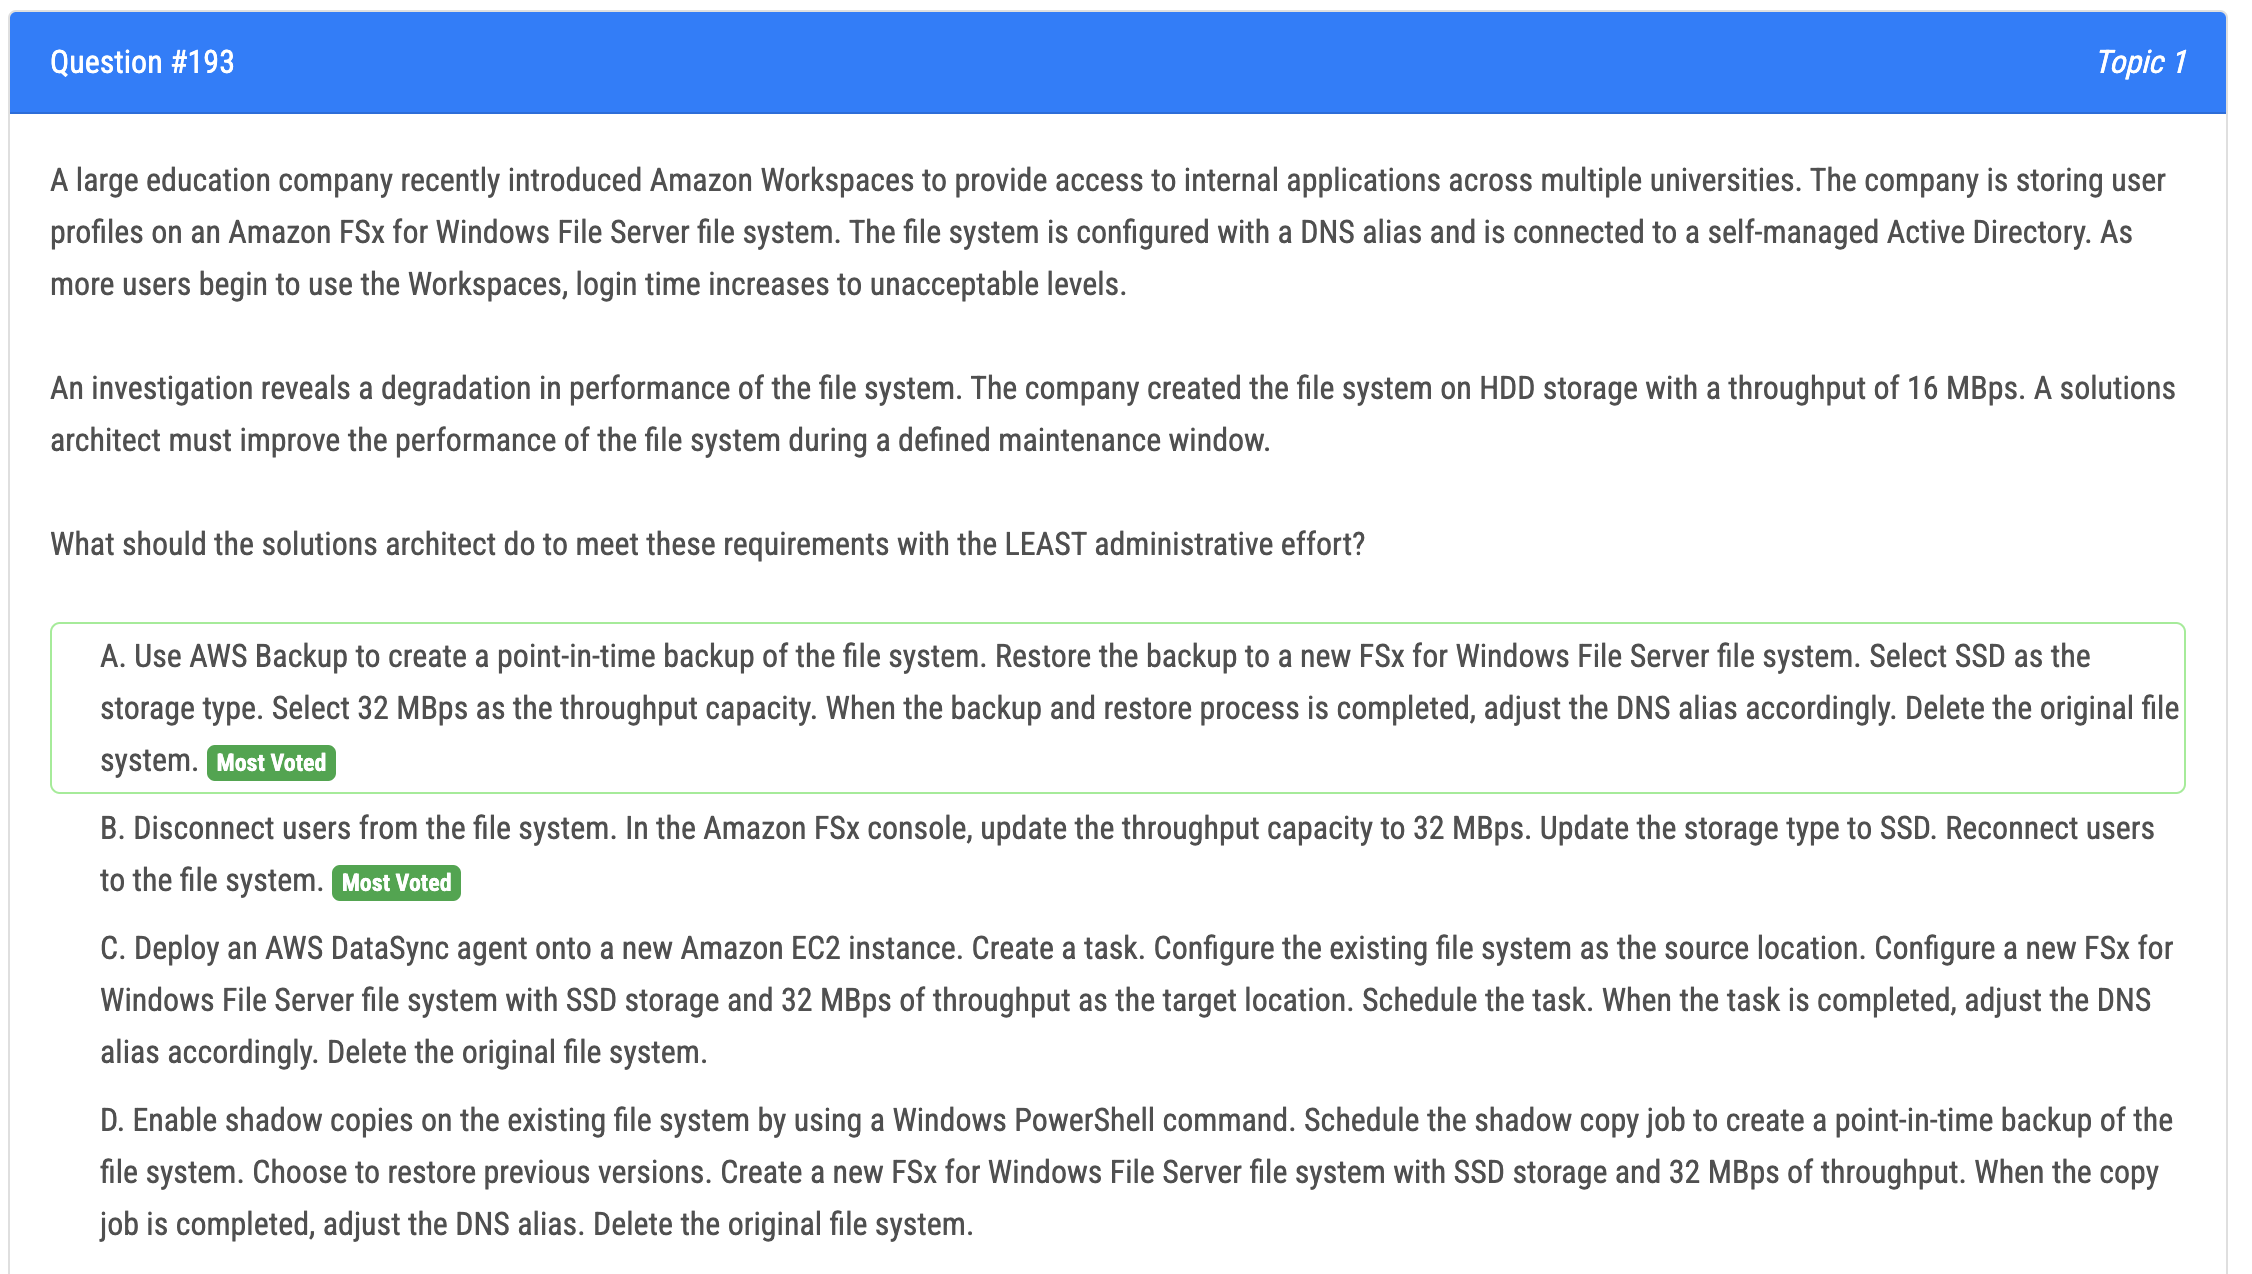 Question #193
Topic 1
A large education company recently introduced Amazon Workspaces to provide access to internal applications across multiple universities. The company is storing user
profiles on an Amazon FSx for Windows File Server file system. The file system is configured with a DNS alias and is connected to a self-managed Active Directory. As
more users begin to use the Workspaces, login time increases to unacceptable levels.
An investigation reveals a degradation in performance of the file system. The company created the file system on HDD storage with a throughput of 16 MBps. A solutions
architect must improve the performance of the file system during a defined maintenance window.
What should the solutions architect do to meet these requirements with the LEAST administrative effort?
A. Use AWS Backup to create a point-in-time backup of the file system. Restore the backup to a new FSx for Windows File Server file system. Select SSD as the
storage type. Select 32 MBps as the throughput capacity. When the backup and restore process is completed, adjust the DNS alias accordingly. Delete the original file
system. Most Voted
B. Disconnect users from the file system. In the Amazon FSx console, update the throughput capacity to 32 MBps. Update the storage type to SSD. Reconnect users
to the file system. Most Voted
C. Deploy an AWS DataSync agent onto a new Amazon EC2 instance. Create a task. Configure the existing file system as the source location. Configure a new FSx for
Windows File Server file system with SSD storage and 32 MBps of throughput as the target location. Schedule the task. When the task is completed, adjust the DNS
alias accordingly. Delete the original file system.
D. Enable shadow copies on the existing file system by using a Windows PowerShell command. Schedule the shadow copy job to create a point-in-time backup of the
file system. Choose to restore previous versions. Create a new FSx for Windows File Server file system with SSD storage and 32 MBps of throughput. When the copy
job is completed, adjust the DNS alias. Delete the original file system.